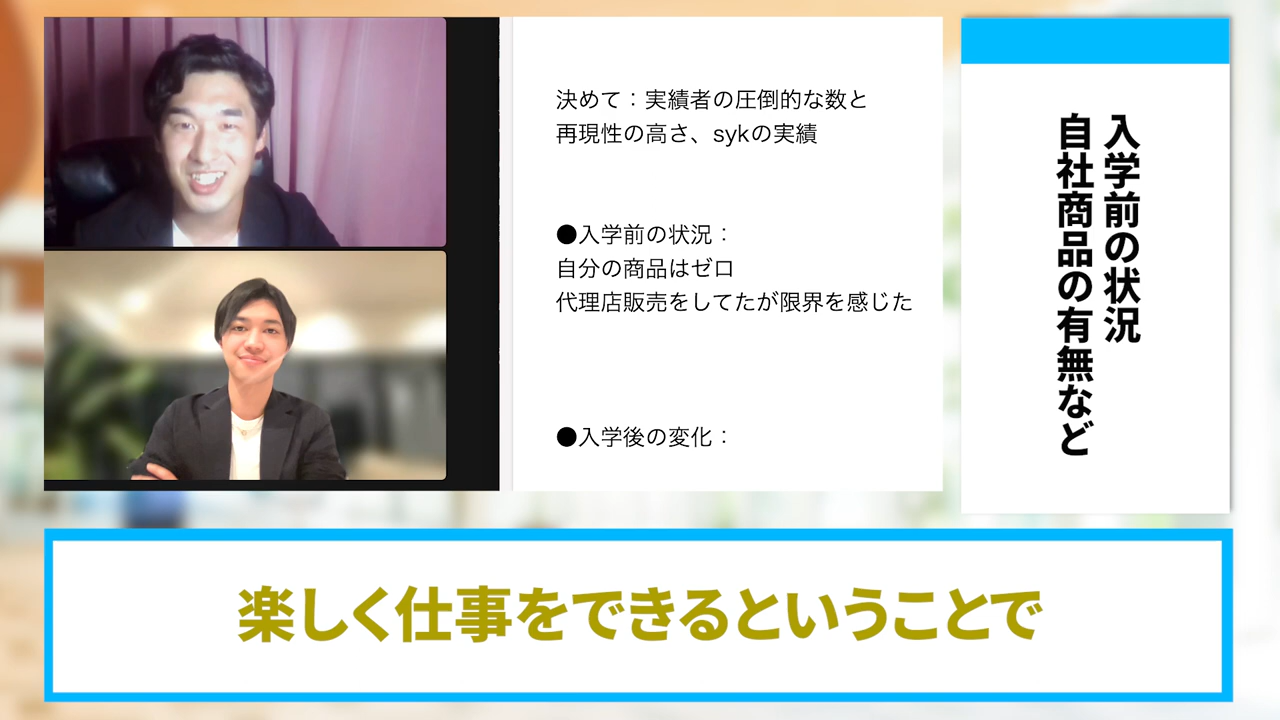 決めて：実績者の圧倒的な数と
再現性の高さ、sykの実績
●入学前の状況：
自分の商品はゼロ
代理店販売をしてたが限界を感じた
●入学後の変化：
入学前の状況
自社商品の有無など
楽しく仕事をできるということで